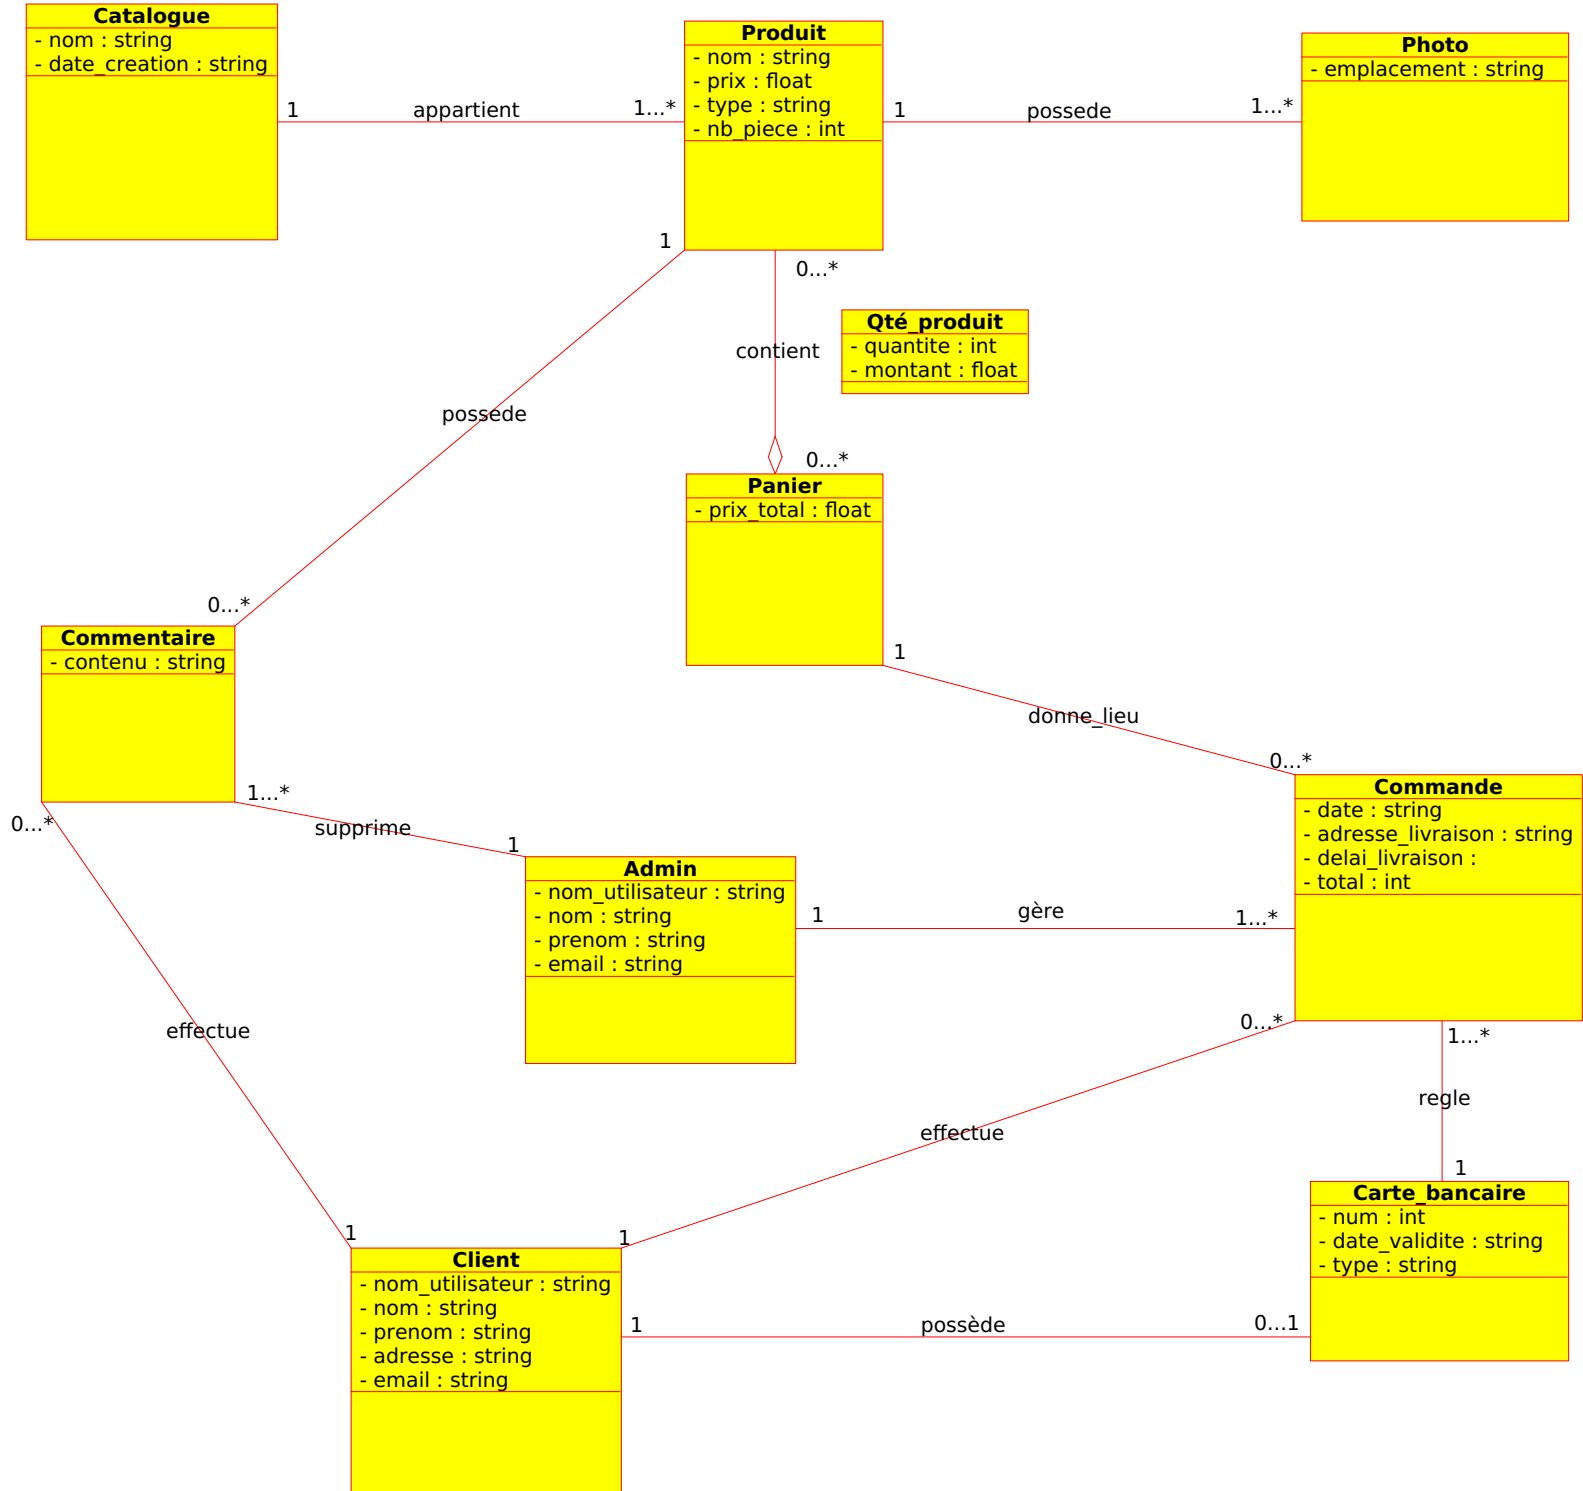 Catalogue
- nom : string
- date_creation : string
1
appartient
1...*
Produit
- nom : string
- prix : float
- type : string
- nb_piece : int
1
possede
1...*
Photo
- emplacement : string
1
0...*
contient
Qté_produit
- quantite : int
- montant : float
possede
0...*
Panier
- prix_total : float
0...*
Commentaire
- contenu : string
1
donne_lieu
0...*
Commande
- date : string
- adresse_livraison : string
- delai_livraison :
- total : int
0...*
1...*
supprime
1
Admin
- nom_utilisateur : string
- nom : string
- prenom : string
- email : string
1
gère
1...*
effectue
0...*
1...*
regle
effectue
1
Carte_bancaire
- num : int
- date_validite : string
- type : string
1
1
Client
- nom_utilisateur : string
- nom : string
- prenom : string
- adresse : string
- email : string
1
possède
0...1